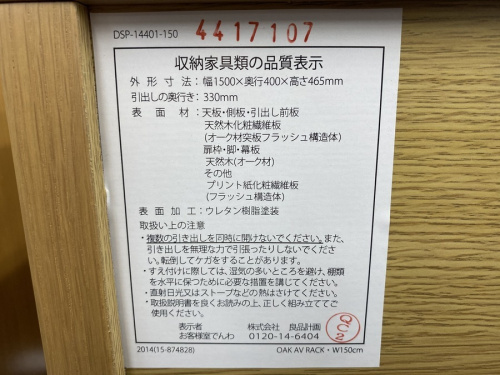 DSP-14401-150
4417107
収納家具類の品質表示
外形寸法：幅1500×奥行400×高さ465mm
引出しの奥行き：330mm
表面材：天板・側板・引出し前板
天然木化粧繊維板
(オーク材突板フラッシュ構造体)
扉枠・脚・幕板
天然木(オーク材)
その他
プリント紙化粧繊維板
(フラッシュ構造体)
表面加工：ウレタン樹脂塗装
取扱い上の注意
・複数の引き出しを同時に開けないでください。また、
引き出しを無理な力で引張ったりしないでくださ
い。転倒してケガをすることがあります。
・すえ付けに際しては、湿気の多いところを避け、棚類
を水平に保つために必要な措置を講じてください。
・直射日光又はストーブなどの熱はさけてください。
・取扱説明書を良くお読みの上、正しく組み立ててご
使用ください。
表示者 株式会社 良品計画
お客様室でんわ 0120-14-6404
QC2
2014(15-874828) OAK AV RACK・W150cm